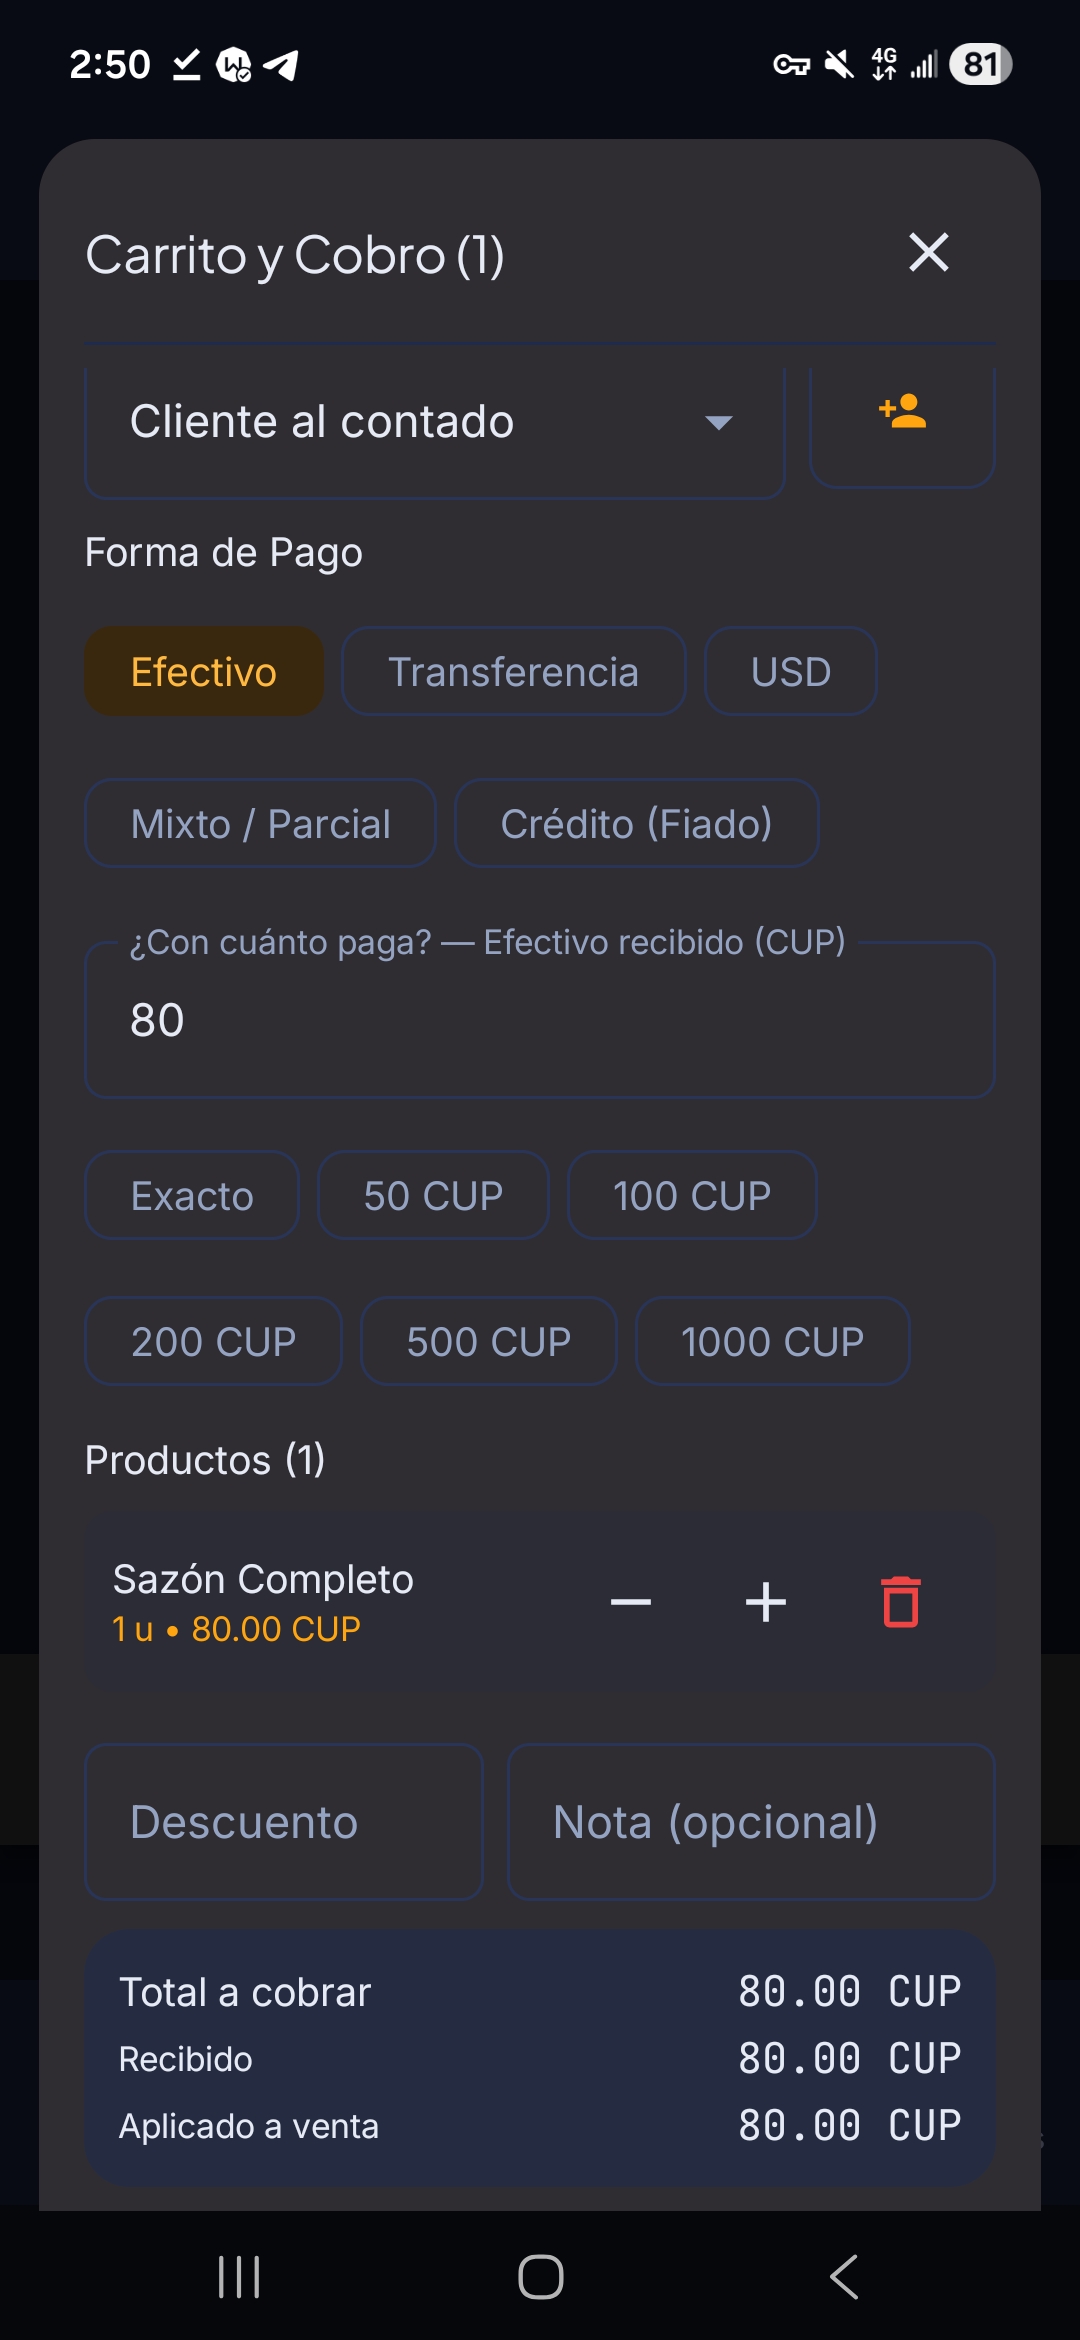 2:50 4G 81
Carrito y Cobro (1)
Cliente al contado
Forma de Pago
Efectivo Transferencia USD
Mixto / Parcial Crédito (Fiado)
¿Con cuánto paga? — Efectivo recibido (CUP)
80
Exacto 50 CUP 100 CUP
200 CUP 500 CUP 1000 CUP
Productos (1)
Sazón Completo
1 u • 80.00 CUP
Descuento Nota (opcional)
Total a cobrar 80.00 CUP
Recibido 80.00 CUP
Aplicado a venta 80.00 CUP